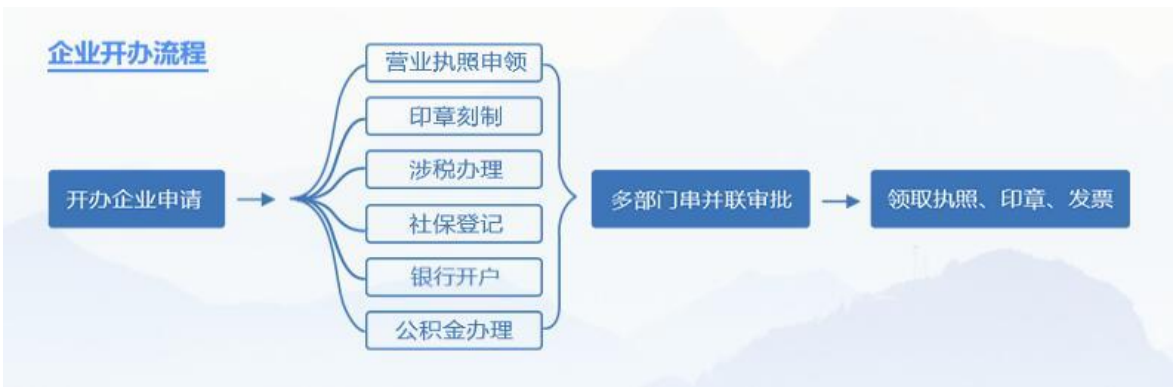 企业开办流程
营业执照申领
印章刻制
涉税办理
开办企业申请
社保登记
银行开户
公积金办理
多部门串并联审批
领取执照、印章、发票